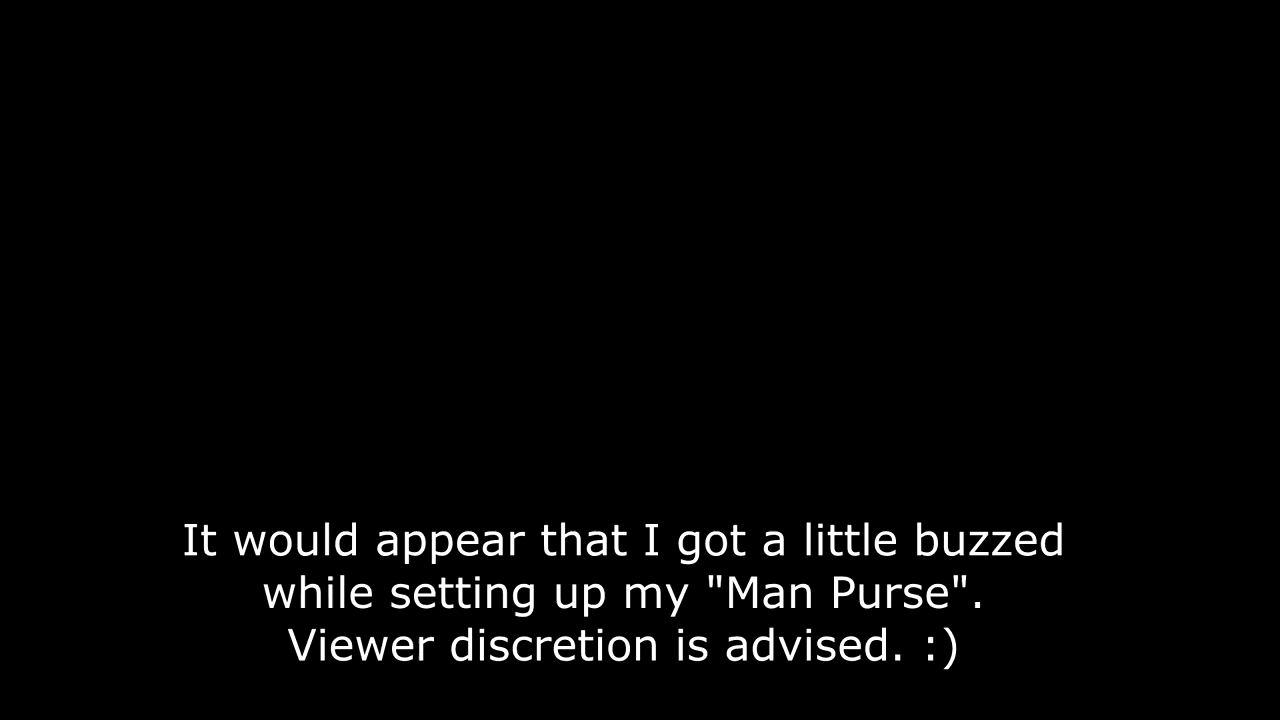 It would appear that I got a little buzzed
while setting up my "Man Purse".
Viewer discretion is advised. :)